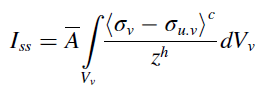 I_{ss} = \overline{A} \int_{V_v} \frac{\langle \sigma_v - \sigma_{u.v} \rangle^c}{z^h} dV_v